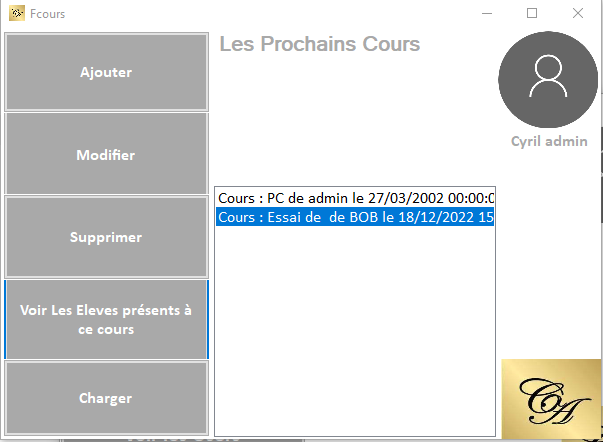 Fcours
Ajouter
Modifier
Supprimer
Voir Les Eleves présents à
ce cours
Charger
Les Prochains Cours
Cours : PC de admin le 27/03/2002 00:00:0
Cours : Essai de  de BOB le 18/12/2022 15
Cyril admin
CA